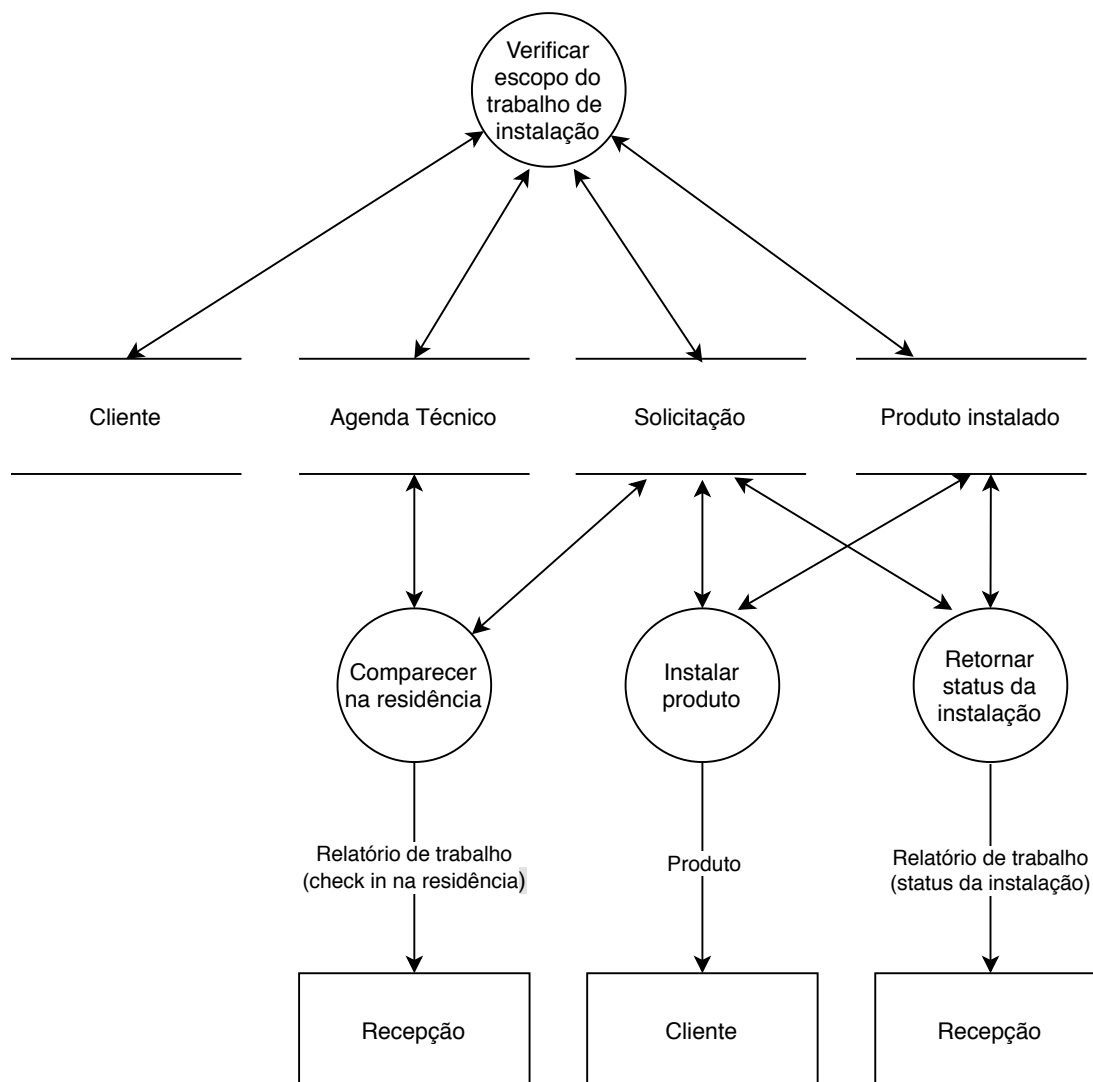 Verificar
escopo do
trabalho de
instalação
Cliente
Agenda Técnico
Solicitação
Produto instalado
Comparecer
na residência
Instalar
produto
Retornar
status da
instalação
Relatório de trabalho
(check in na residência)
Produto
Relatório de trabalho
(status da instalação)
Recepção
Cliente
Recepção